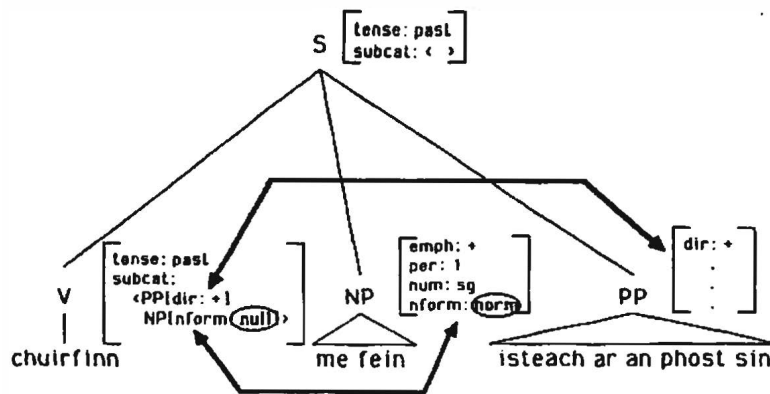 S
tense: past
subcat: < >
V
tense: past
subcat:
<PP[dir: +]
NP[nform null]>
NP
emph: +
per: 1
num: sg
nform: norm
PP
dir: +
.
.
.
chuirfinn
me fein
isteach ar an phost sin